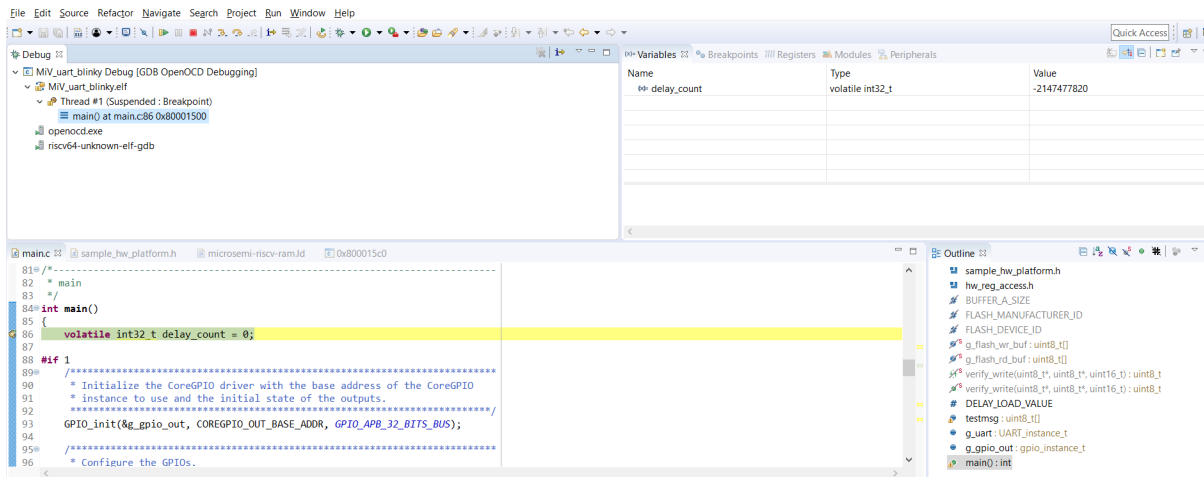 File Edit Source Refactor Navigate Search Project Run Window Help
Quick Access
Debug
MiV_uart_blinky Debug [GDB OpenOCD Debugging]
MiV_uart_blinky.elf
Thread #1 (Suspended : Breakpoint)
main() at main.c:86 0x80001500
openocd.exe
riscv64-unknown-elf-gdb
(x)= Variables Breakpoints Registers Modules Peripherals
Name Type Value
(x)= delay_count volatile int32_t -2147477820
main.c sample_hw_platform.h microsemi-riscv-ram.ld 0x800015c0
81 /*--------------------------------------------------------------------------
82 * main
83 */
84 int main()
85 {
86 volatile int32_t delay_count = 0;
87
88 #if 1
89 /**************************************************************************
90 * Initialize the CoreGPIO driver with the base address of the CoreGPIO
91 * instance to use and the initial state of the outputs.
92 *************************************************************************/
93 GPIO_init(&g_gpio_out, COREGPIO_OUT_BASE_ADDR, GPIO_APB_32_BITS_BUS);
94
95 /**************************************************************************
96 * Configure the GPIOs.
Outline
sample_hw_platform.h
hw_reg_access.h
BUFFER_A_SIZE
FLASH_MANUFACTURER_ID
FLASH_DEVICE_ID
g_flash_wr_buf : uint8_t[]
g_flash_rd_buf : uint8_t[]
verify_write(uint8_t*, uint8_t*, uint16_t) : uint8_t
verify_write(uint8_t*, uint8_t*, uint16_t) : uint8_t
# DELAY_LOAD_VALUE
testmsg : uint8_t[]
g_uart : UART_instance_t
g_gpio_out : gpio_instance_t
main() : int